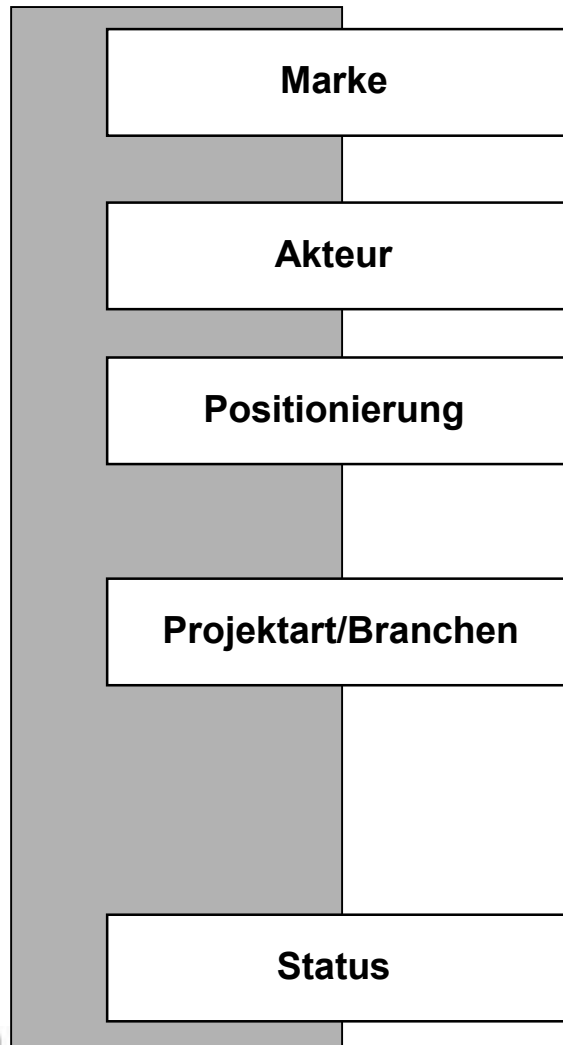 Marke
Akteur
Positionierung
Projektart/Branchen
Status